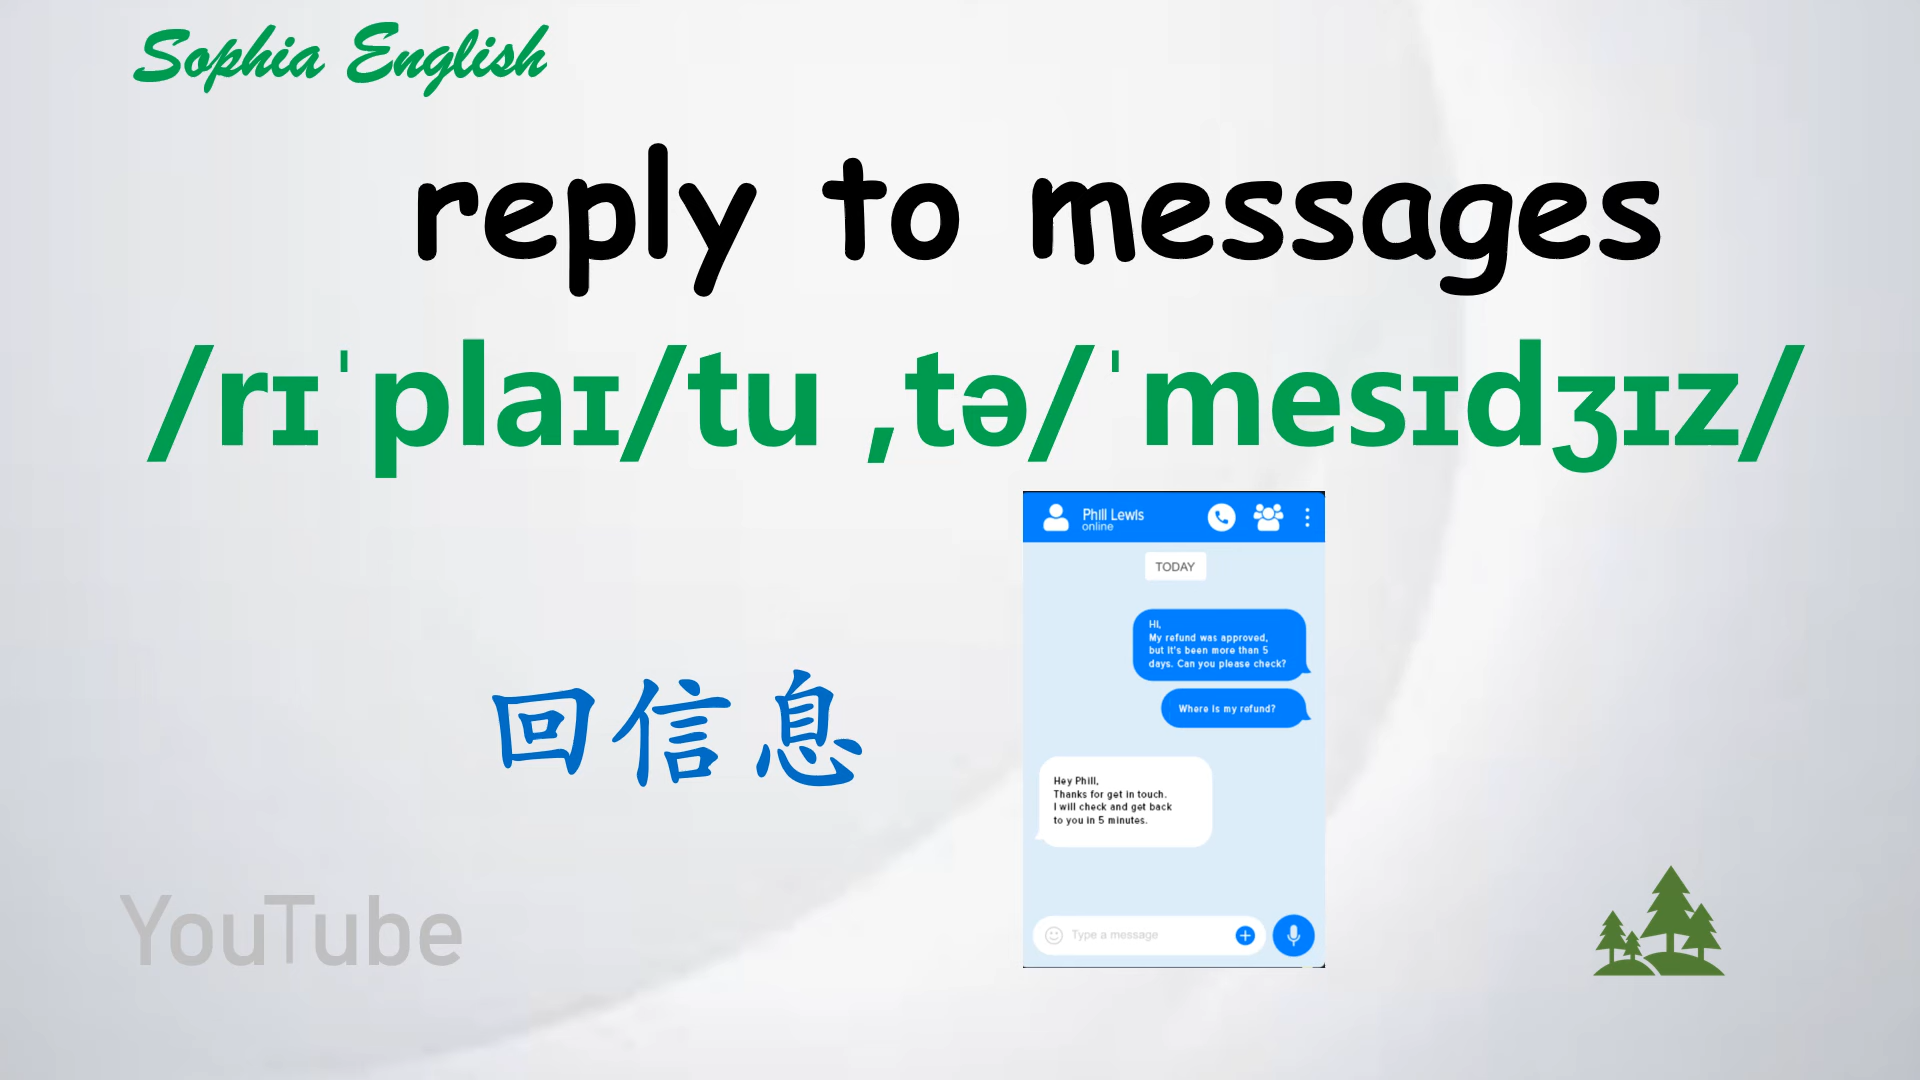 Sophia English
reply to messages
/rɪˈplaɪ/tu ,tə/ˈmesɪdʒɪz/
回信息
Phill Lewis
online
TODAY
Hi,
My refund was approved,
but it's been more than 5
days. Can you please check?
Where is my refund?
Hey Phill,
Thanks for get in touch.
I will check and get back
to you in 5 minutes.
Type a message
YouTube